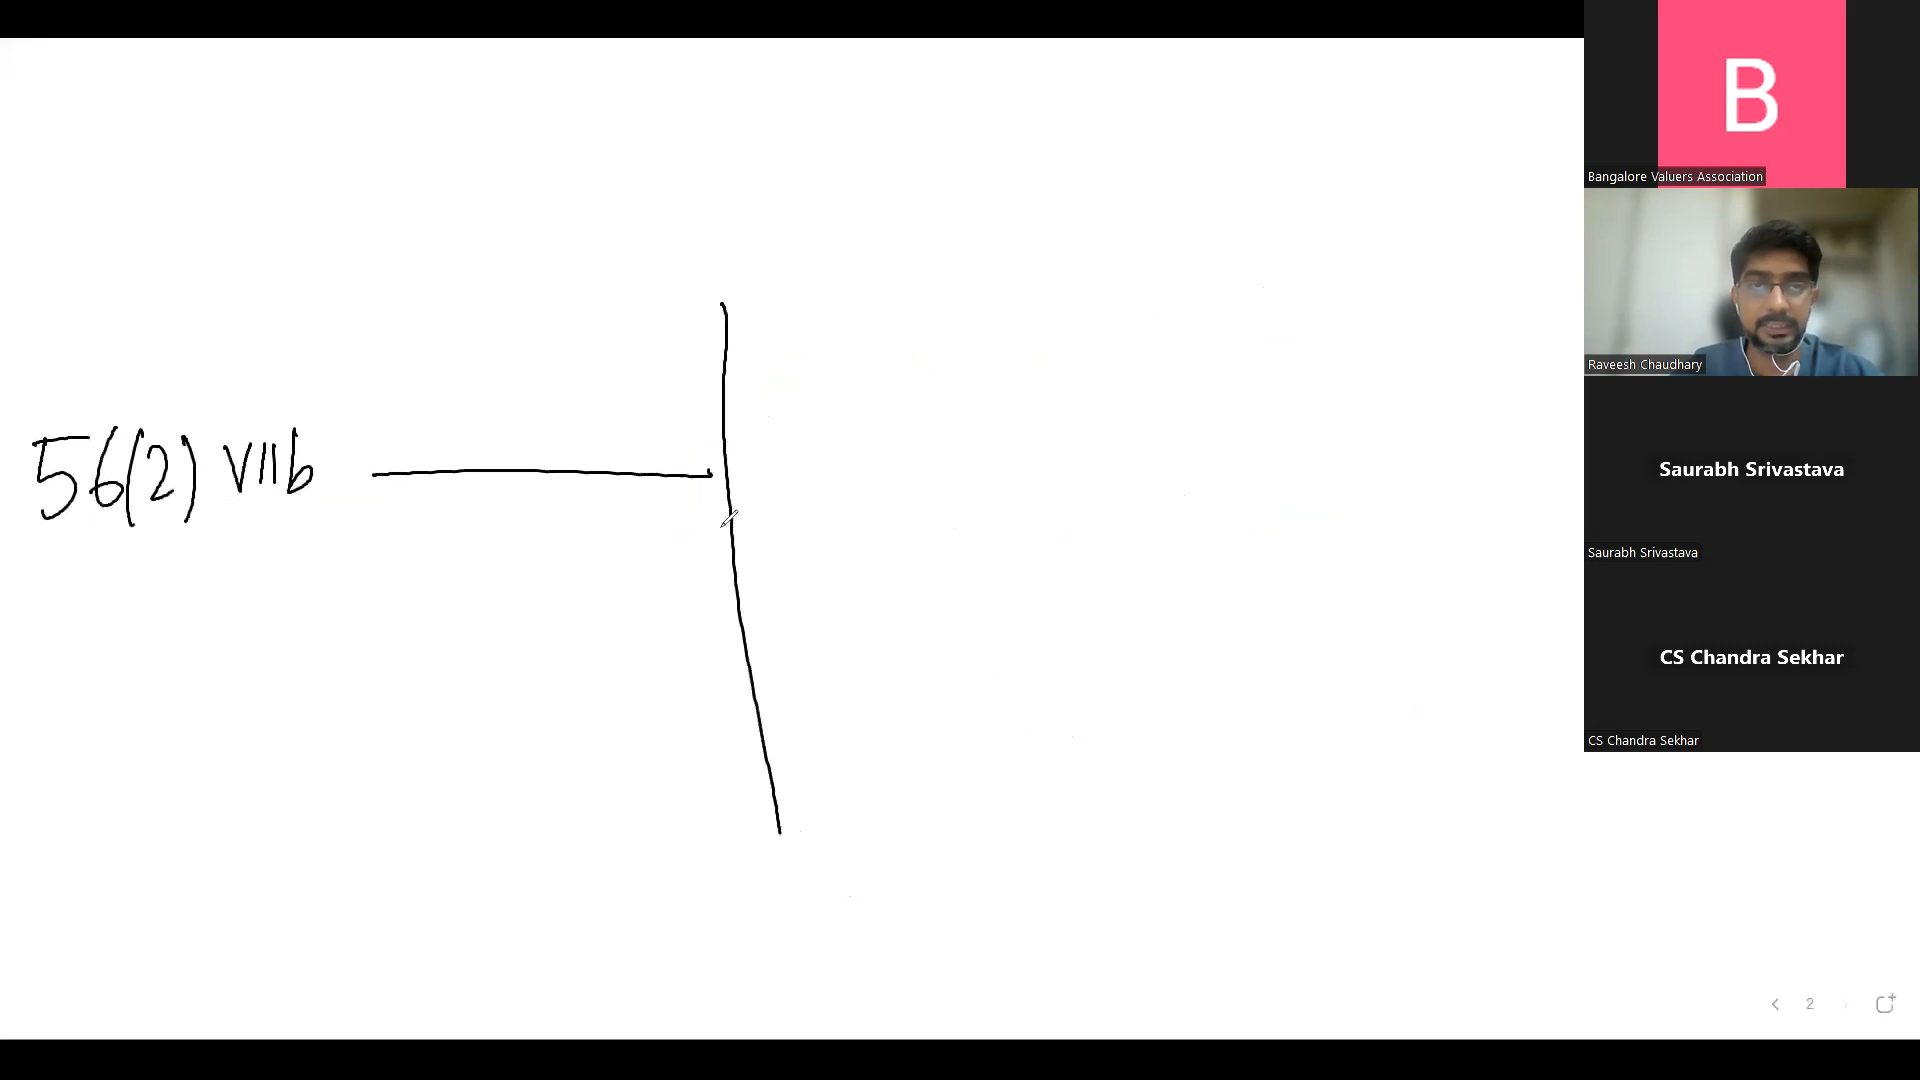 56(2) VIIb
B
Bangalore Valuers Association
Raveesh Chaudhary
Saurabh Srivastava
Saurabh Srivastava
CS Chandra Sekhar
CS Chandra Sekhar
2